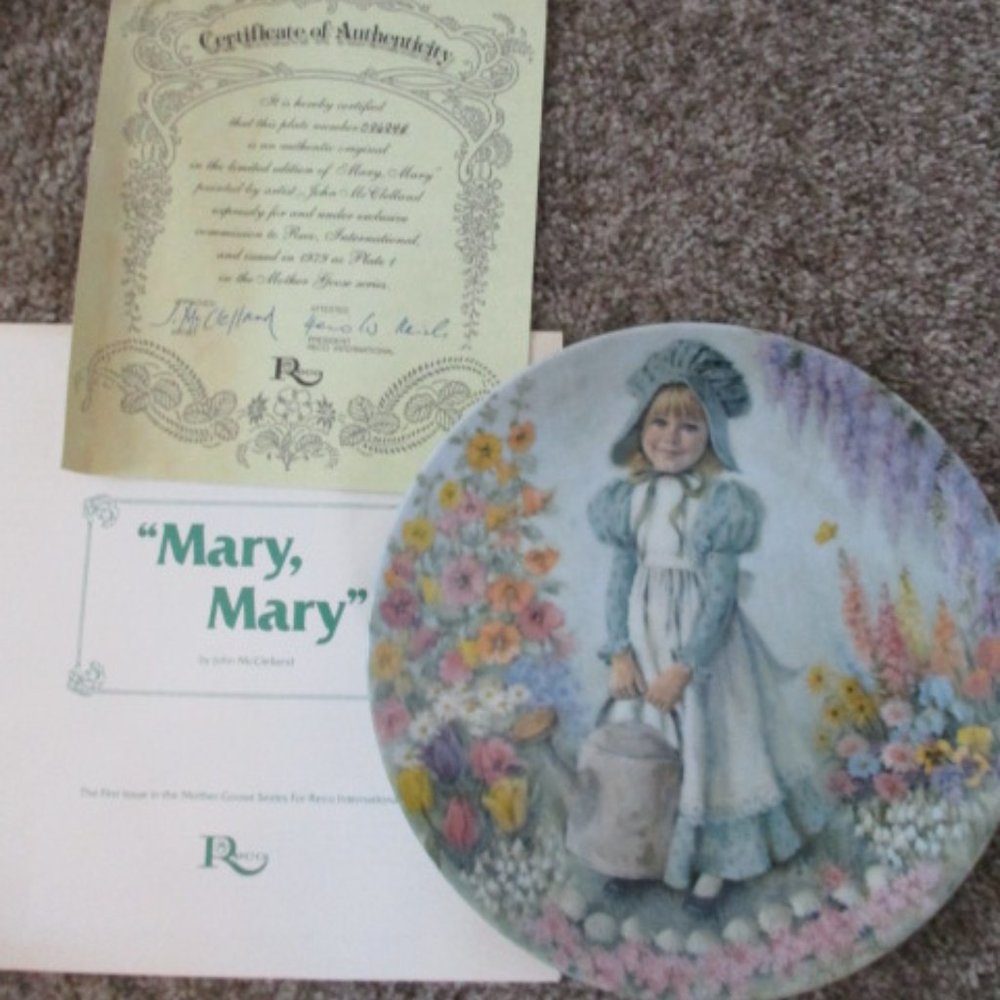 Certificate of Authenticity
It is hereby certified
that this plate number
is an authentic original
in the limited edition of "Mary, Mary"
painted by artist John McClelland
expressly for and under exclusive
commission to Reco, International,
and issued in 1979 as Plate 1
in the Mother Goose series.
J McClelland
ATTESTED
PRESIDENT
RECO INTERNATIONAL
"Mary,
Mary"
by John McClelland
The First Issue in the Mother Goose Series for Reco International
Reco